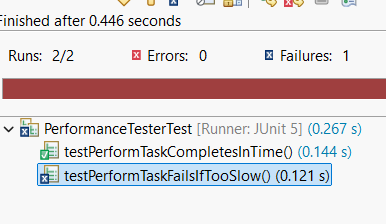 Finished after 0.446 seconds
Runs: 2/2 Errors: 0 Failures: 1
PerformanceTesterTest [Runner: JUnit 5] (0.267 s)
testPerformTaskCompletesInTime() (0.144 s)
testPerformTaskFailsIfTooSlow() (0.121 s)